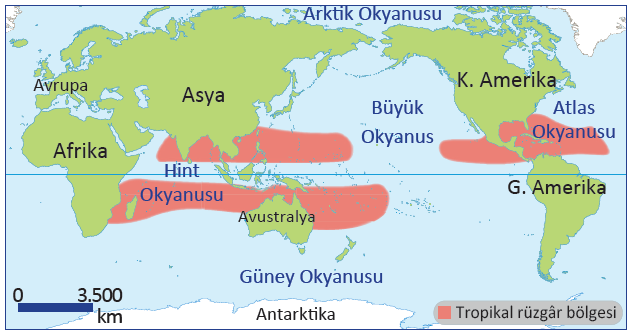 Arktik Okyanusu
Avrupa
Asya
K. Amerika
Büyük
Okyanus
Atlas
Okyanusu
Afrika
Hint
Okyanusu
G. Amerika
Avustralya
Güney Okyanusu
0 3.500
km
Antarktika
Tropikal rüzgâr bölgesi